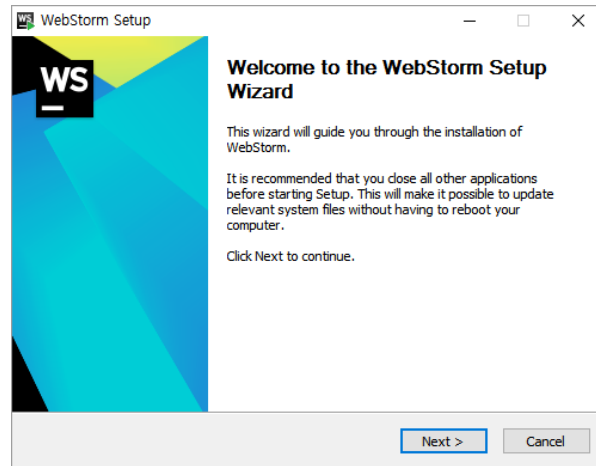 WebStorm Setup
WS
Welcome to the WebStorm Setup
Wizard
This wizard will guide you through the installation of
WebStorm.
It is recommended that you close all other applications
before starting Setup. This will make it possible to update
relevant system files without having to reboot your
computer.
Click Next to continue.
Next >
Cancel